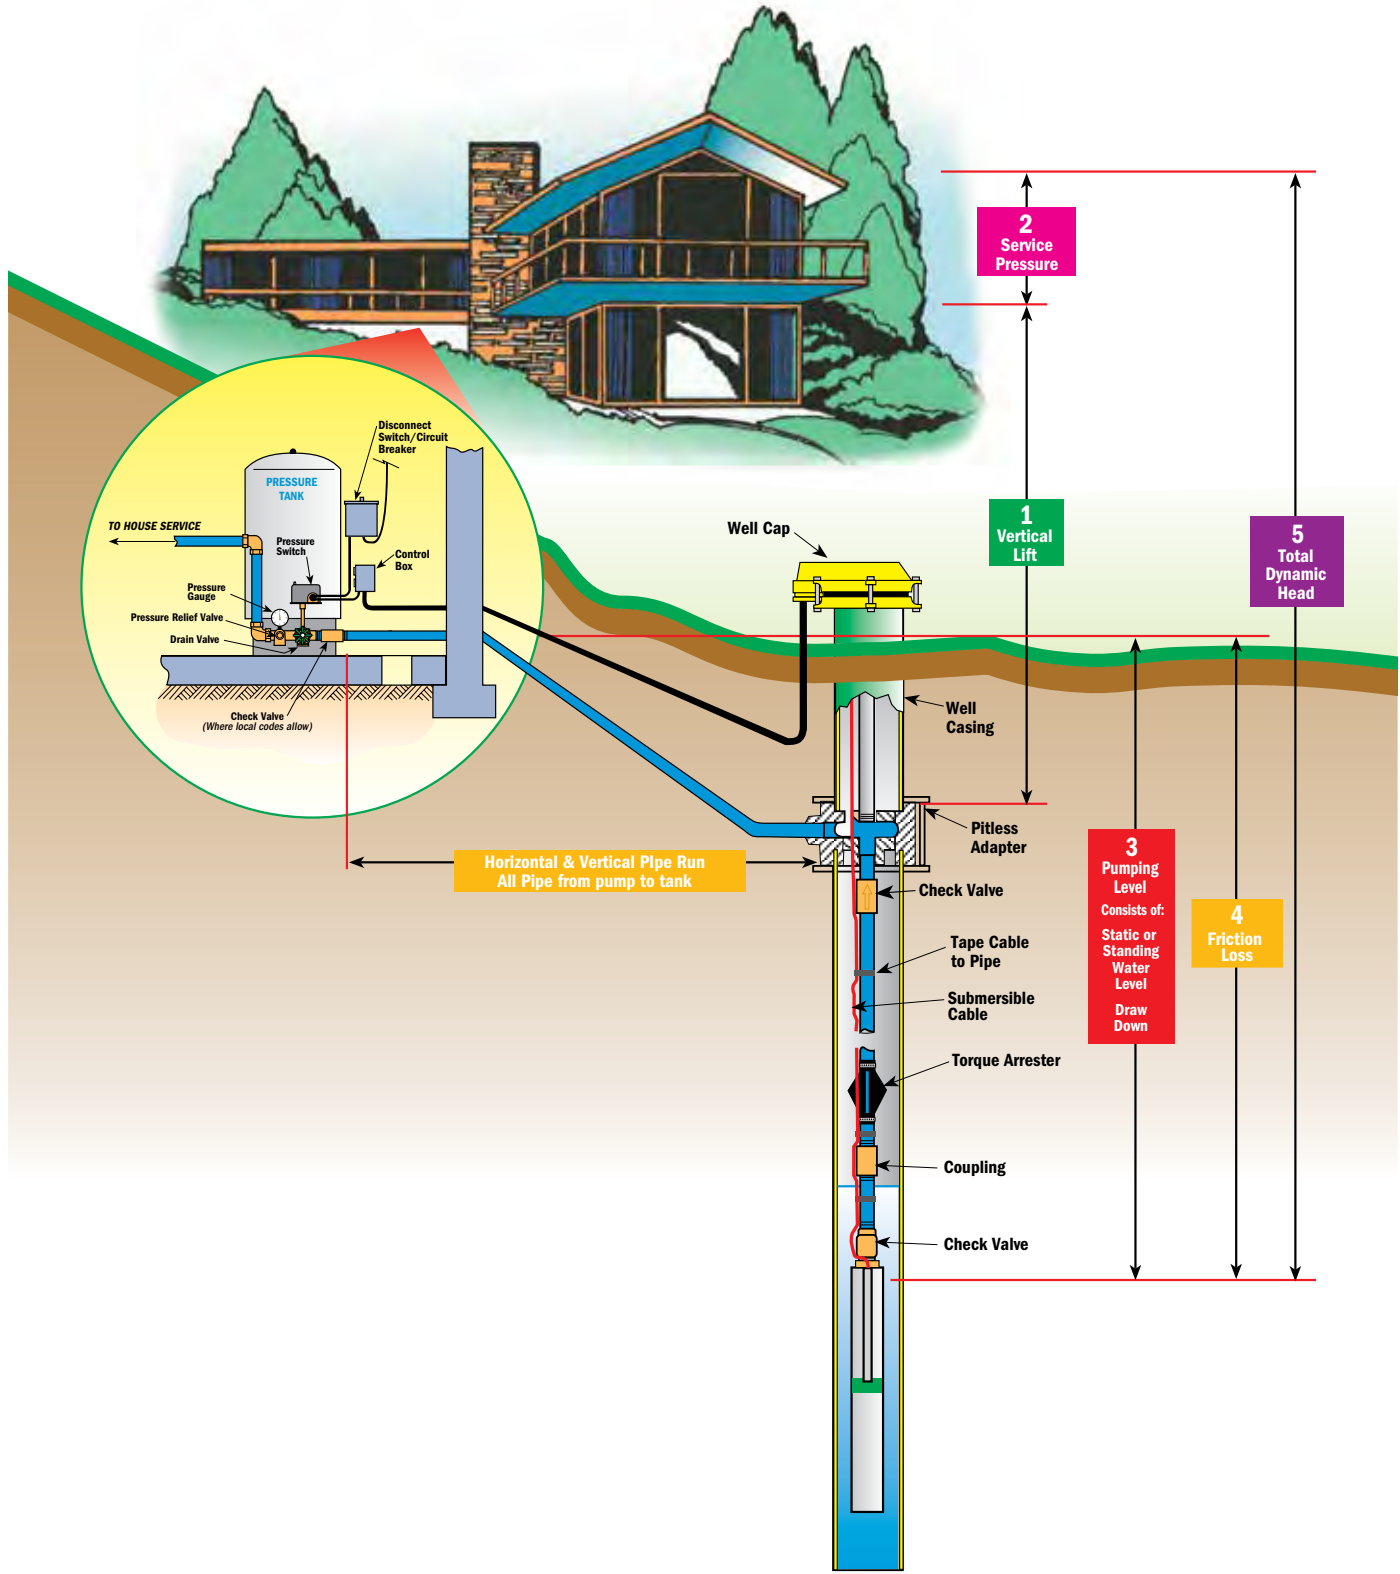 2
Service
Pressure
Disconnect
Switch/Circuit
Breaker
PRESSURE
TANK
TO HOUSE SERVICE
Pressure
Switch
Control
Box
Pressure
Gauge
Pressure Relief Valve
Drain Valve
Check Valve
(Where local codes allow)
Well Cap
1
Vertical
Lift
5
Total
Dynamic
Head
Well
Casing
Pitless
Adapter
Horizontal & Vertical PIpe Run
All Pipe from pump to tank
Check Valve
3
Pumping
Level
Consists of:
Static or
Standing
Water
Level
Draw
Down
4
Friction
Loss
Tape Cable
to Pipe
Submersible
Cable
Torque Arrester
Coupling
Check Valve